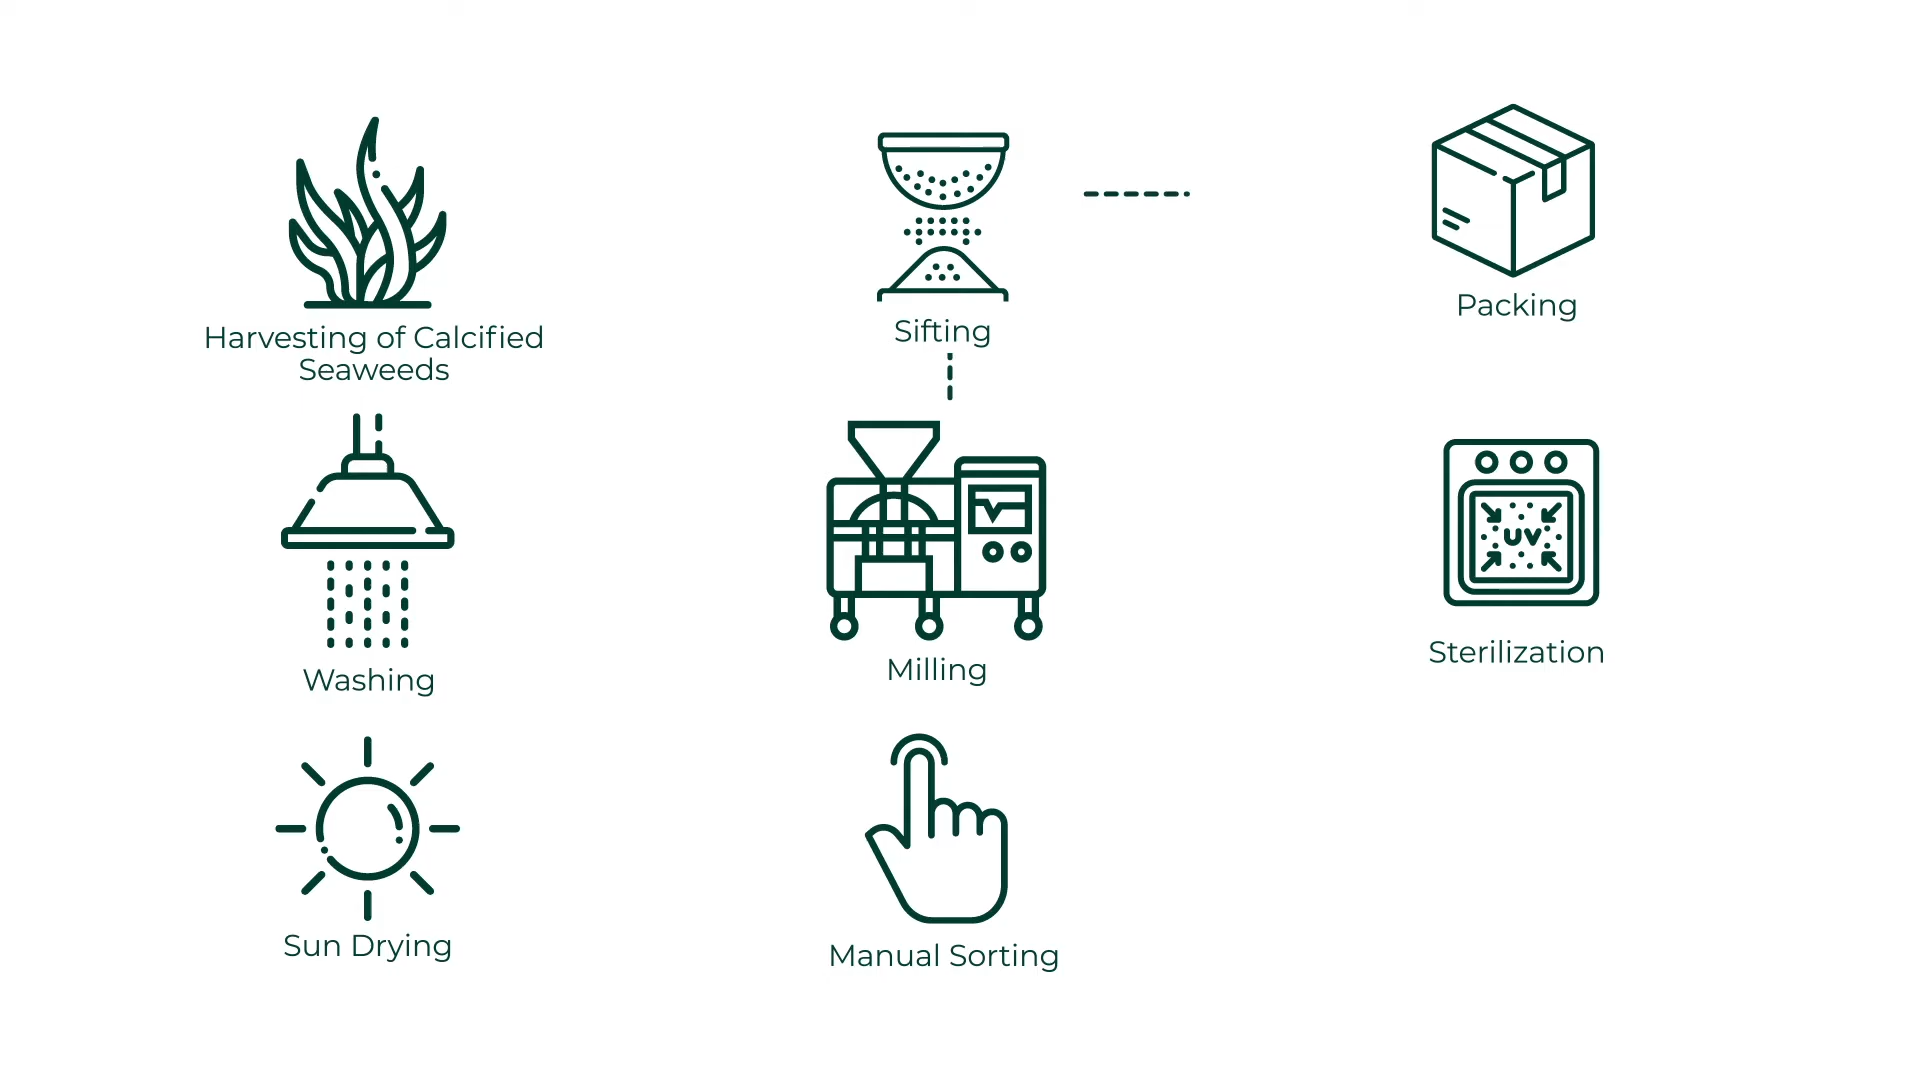 Harvesting of Calcified
Seaweeds
Washing
Sun Drying
Sifting
Milling
Manual Sorting
Packing
UV
Sterilization